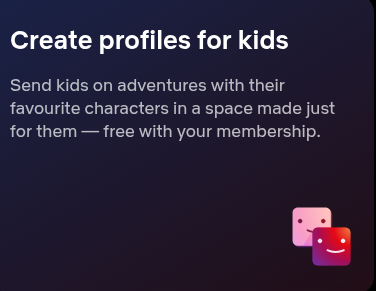 Create profiles for kids
Send kids on adventures with their
favourite characters in a space made just
for them — free with your membership.